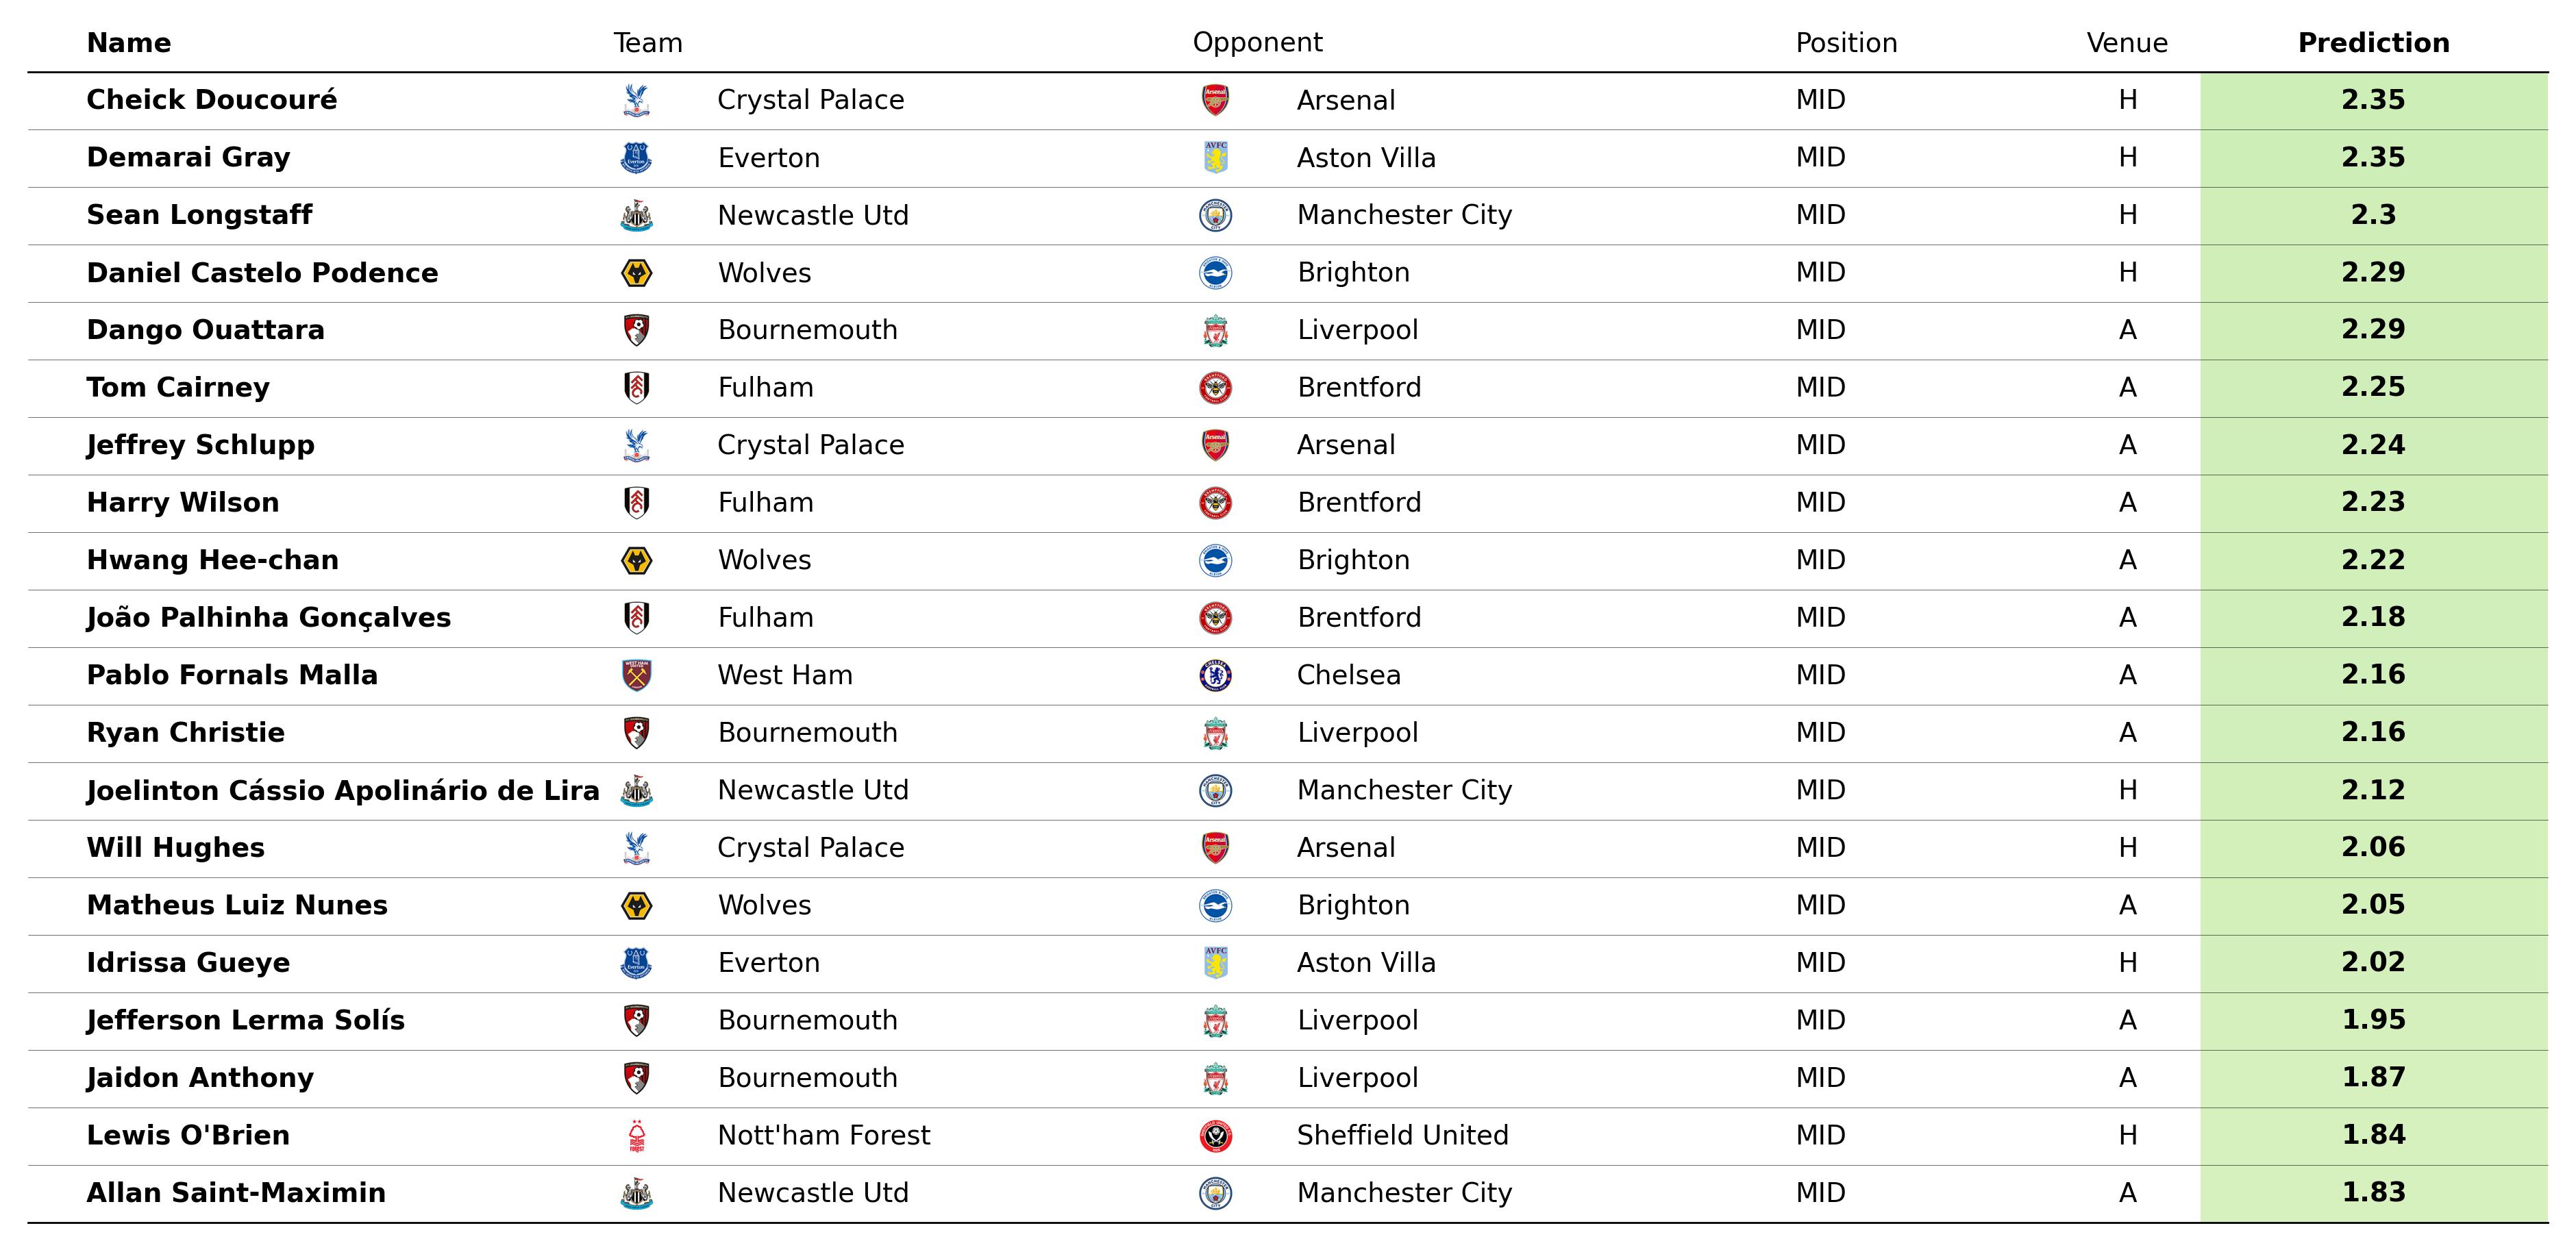 Name Team Opponent Position Venue Prediction
Cheick Doucouré Crystal Palace Arsenal MID H 2.35
Demarai Gray Everton Aston Villa MID H 2.35
Sean Longstaff Newcastle Utd Manchester City MID H 2.3
Daniel Castelo Podence Wolves Brighton MID H 2.29
Dango Ouattara Bournemouth Liverpool MID A 2.29
Tom Cairney Fulham Brentford MID A 2.25
Jeffrey Schlupp Crystal Palace Arsenal MID A 2.24
Harry Wilson Fulham Brentford MID A 2.23
Hwang Hee-chan Wolves Brighton MID A 2.22
João Palhinha Gonçalves Fulham Brentford MID A 2.18
Pablo Fornals Malla West Ham Chelsea MID A 2.16
Ryan Christie Bournemouth Liverpool MID A 2.16
Joelinton Cássio Apolinário de Lira Newcastle Utd Manchester City MID H 2.12
Will Hughes Crystal Palace Arsenal MID H 2.06
Matheus Luiz Nunes Wolves Brighton MID A 2.05
Idrissa Gueye Everton Aston Villa MID H 2.02
Jefferson Lerma Solís Bournemouth Liverpool MID A 1.95
Jaidon Anthony Bournemouth Liverpool MID A 1.87
Lewis O'Brien Nott'ham Forest Sheffield United MID H 1.84
Allan Saint-Maximin Newcastle Utd Manchester City MID A 1.83